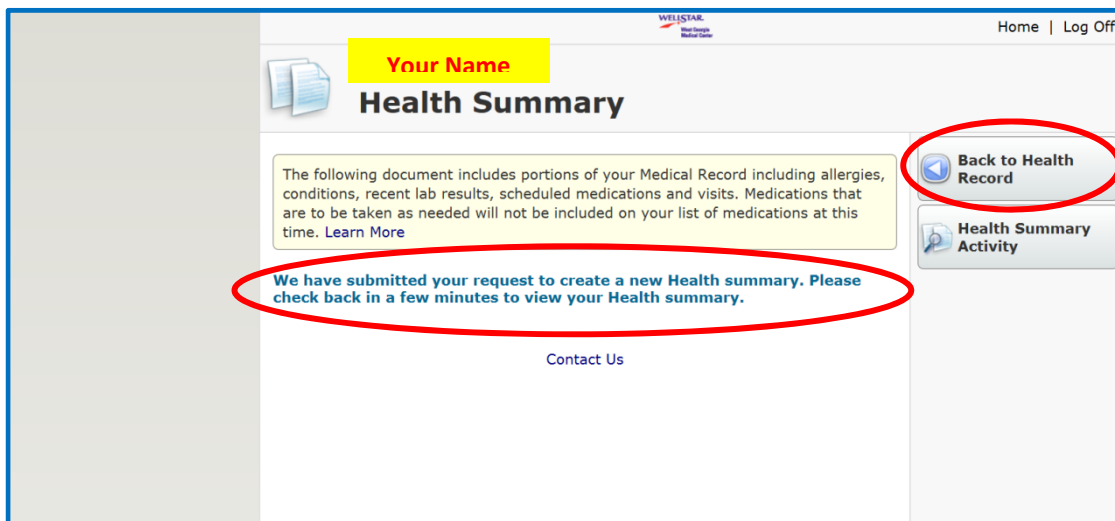 WELLSTAR
West Georgia
Medical Center
Home | Log Off
Your Name
Health Summary
The following document includes portions of your Medical Record including allergies,
conditions, recent lab results, scheduled medications and visits. Medications that
are to be taken as needed will not be included on your list of medications at this
time. Learn More
Back to Health
Record
Health Summary
Activity
We have submitted your request to create a new Health summary. Please
check back in a few minutes to view your Health summary.
Contact Us